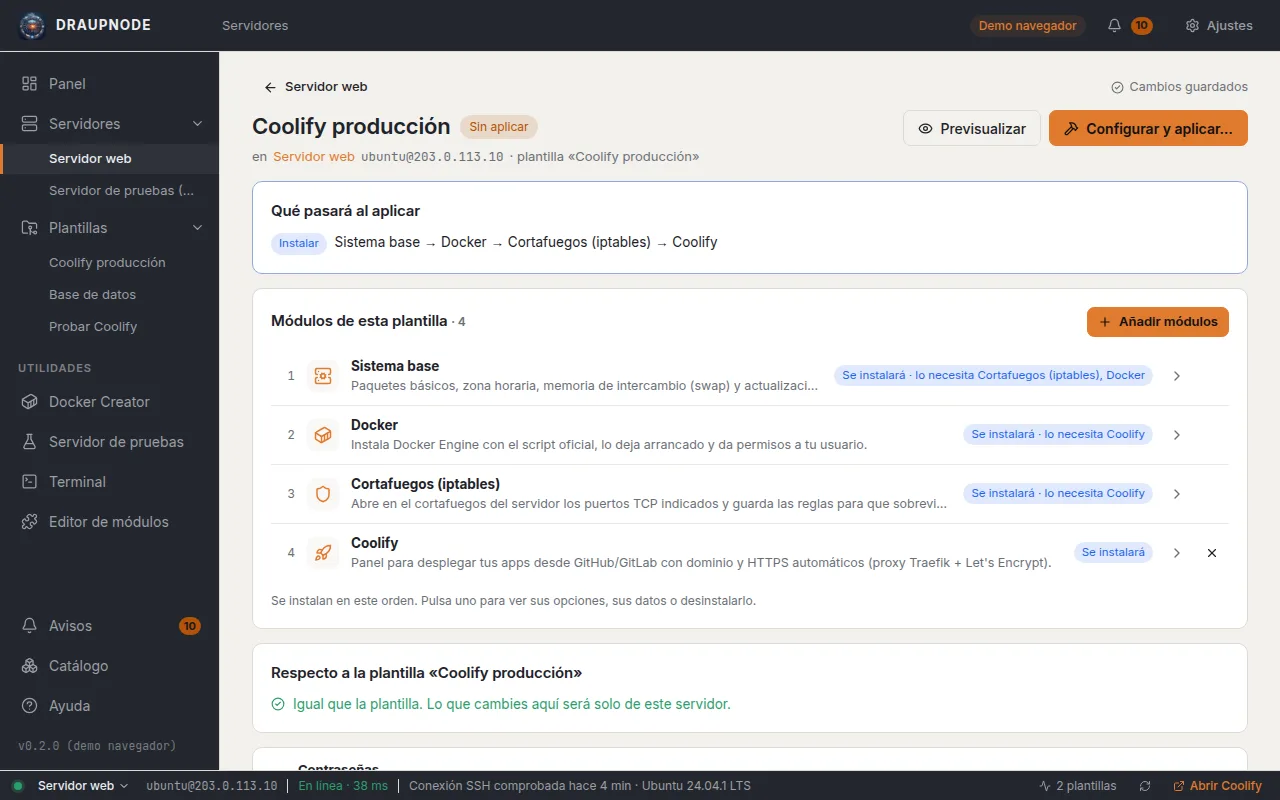 DRAUPNODE
Servidores
Demo navegador
10
Ajustes
Panel
Servidores
Servidor web
Servidor de pruebas (...
Plantillas
Coolify producción
Base de datos
Probar Coolify
UTILIDADES
Docker Creator
Servidor de pruebas
Terminal
Editor de módulos
Avisos
10
Catálogo
Ayuda
v0.2.0 (demo navegador)
← Servidor web
Cambios guardados
Coolify producción
Sin aplicar
Previsualizar
Configurar y aplicar...
en Servidor web ubuntu@203.0.113.10 · plantilla «Coolify producción»
Qué pasará al aplicar
Instalar Sistema base → Docker → Cortafuegos (iptables) → Coolify
Módulos de esta plantilla · 4
+ Añadir módulos
1
Sistema base
Paquetes básicos, zona horaria, memoria de intercambio (swap) y actualizaci...
Se instalará · lo necesita Cortafuegos (iptables), Docker
2
Docker
Instala Docker Engine con el script oficial, lo deja arrancado y da permisos a tu usuario.
Se instalará · lo necesita Coolify
3
Cortafuegos (iptables)
Abre en el cortafuegos del servidor los puertos TCP indicados y guarda las reglas para que sobrevi...
Se instalará · lo necesita Coolify
4
Coolify
Panel para desplegar tus apps desde GitHub/GitLab con dominio y HTTPS automáticos (proxy Traefik + Let's Encrypt).
Se instalará
Se instalan en este orden. Pulsa uno para ver sus opciones, sus datos o desinstalarlo.
Respecto a la plantilla «Coolify producción»
Igual que la plantilla. Lo que cambies aquí será solo de este servidor.
Contraseñas
Servidor web
ubuntu@203.0.113.10
En línea · 38 ms
Conexión SSH comprobada hace 4 min · Ubuntu 24.04.1 LTS
2 plantillas
Abrir Coolify